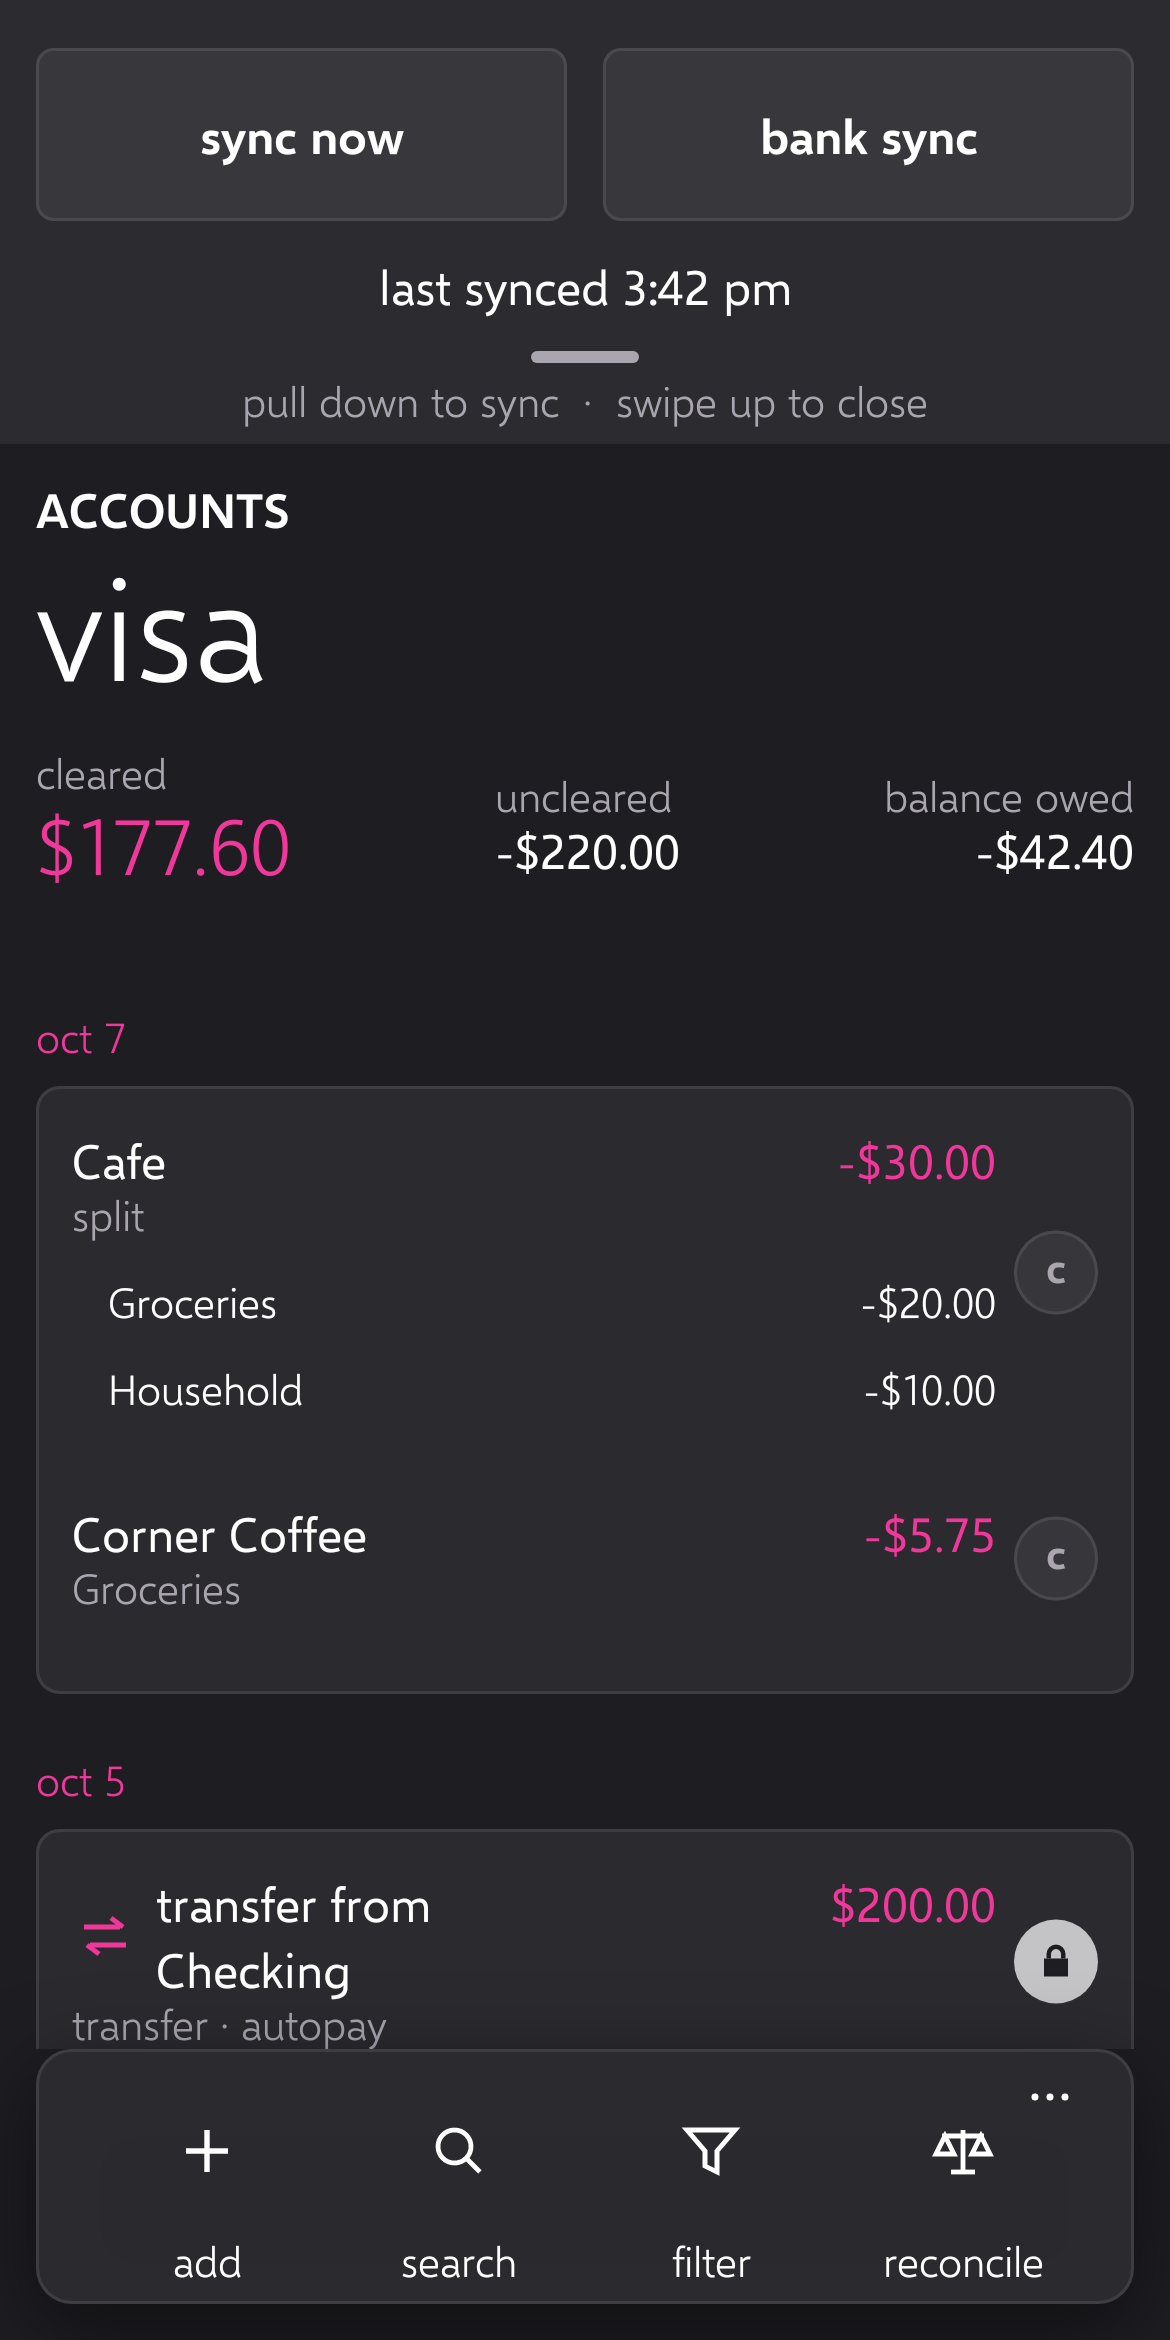 sync now
bank sync
last synced 3:42 pm
pull down to sync · swipe up to close
ACCOUNTS
visa
cleared
$177.60
uncleared
-$220.00
balance owed
-$42.40
oct 7
Cafe
-$30.00
split
c
Groceries
-$20.00
Household
-$10.00
Corner Coffee
-$5.75
c
Groceries
oct 5
transfer from
Checking
$200.00
transfer · autopay
add
search
filter
reconcile